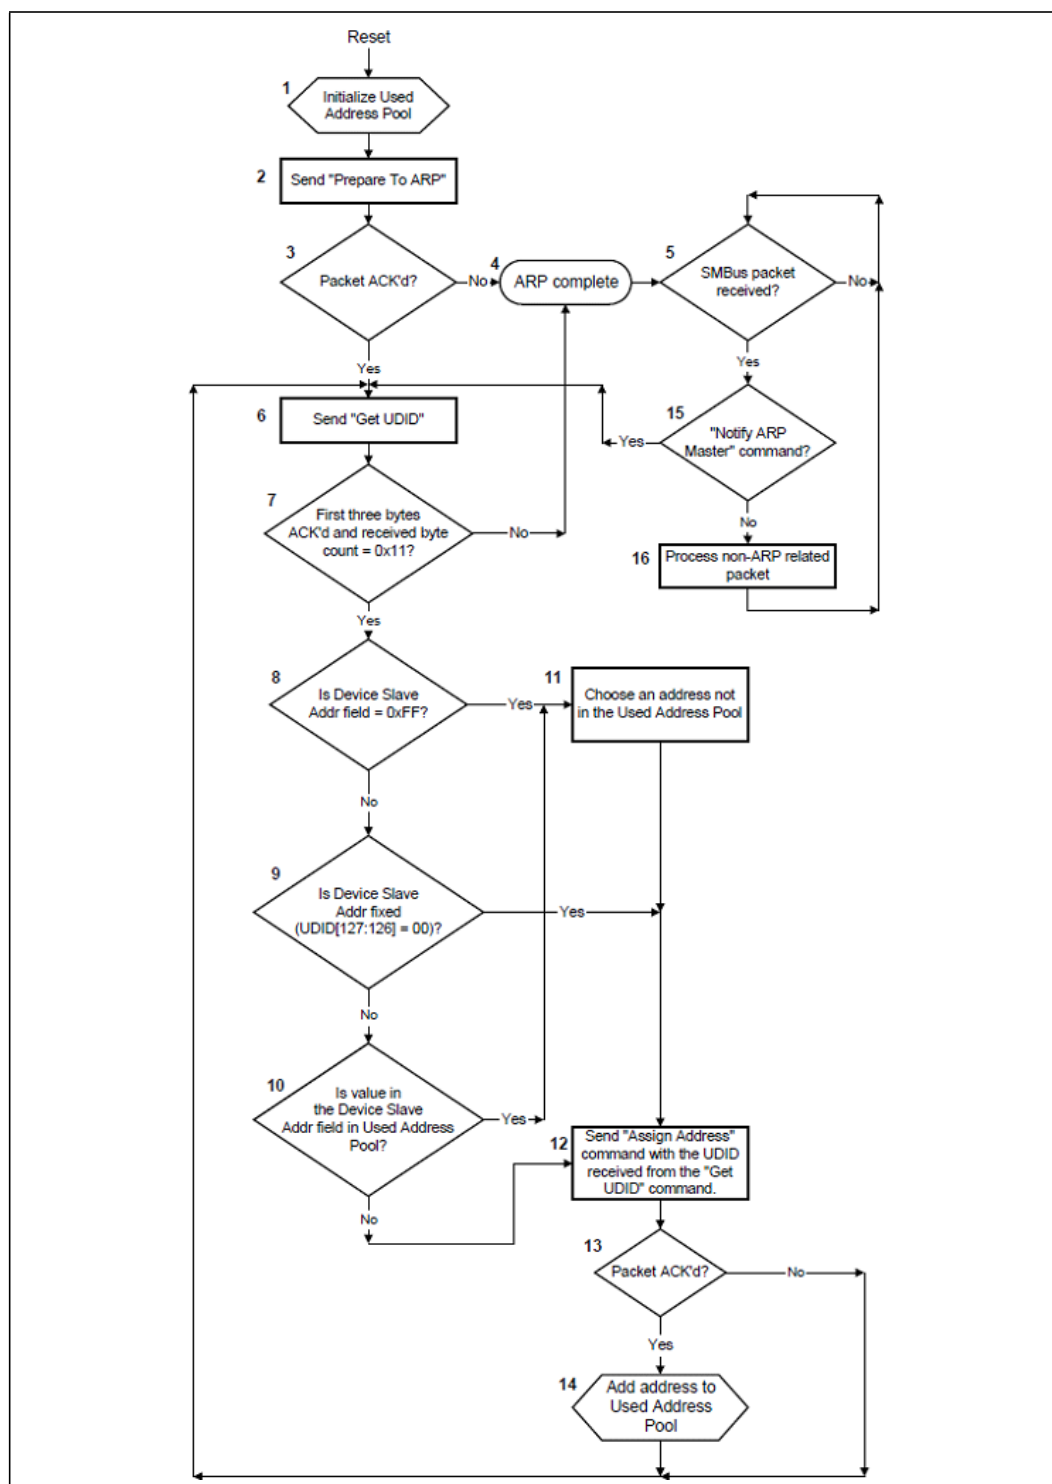 Reset
1
Initialize Used
Address Pool
2
Send "Prepare To ARP"
3
Packet ACK'd?
No
4
ARP complete
5
SMBus packet
received?
No
Yes
Yes
6
Send "Get UDID"
15
"Notify ARP
Master" command?
Yes
7
First three bytes
ACK'd and received byte
count = 0x11?
No
No
16
Process non-ARP related
packet
Yes
8
Is Device Slave
Addr field = 0xFF?
Yes
11
Choose an address not
in the Used Address Pool
No
9
Is Device Slave
Addr fixed
(UDID[127:126] = 00)?
Yes
No
10
Is value in
the Device Slave
Addr field in Used Address
Pool?
Yes
12
Send "Assign Address"
command with the UDID
received from the "Get
UDID" command.
No
13
Packet ACK'd?
No
Yes
14
Add address to
Used Address
Pool